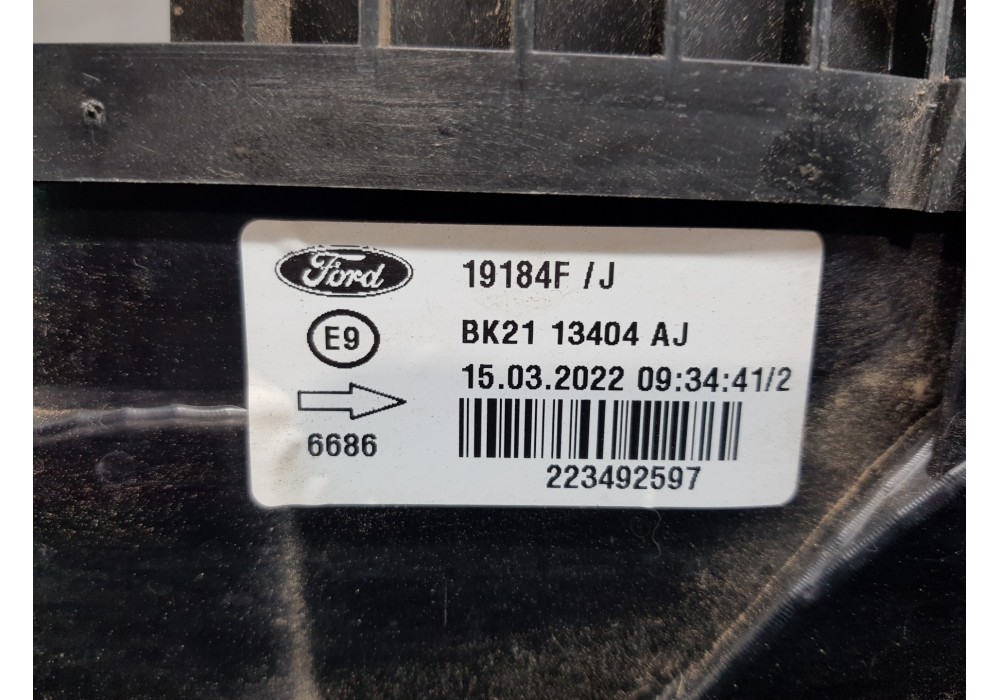 Ford
19184F /J
E9
BK21 13404 AJ
15.03.2022 09:34:41/2
6686
223492597